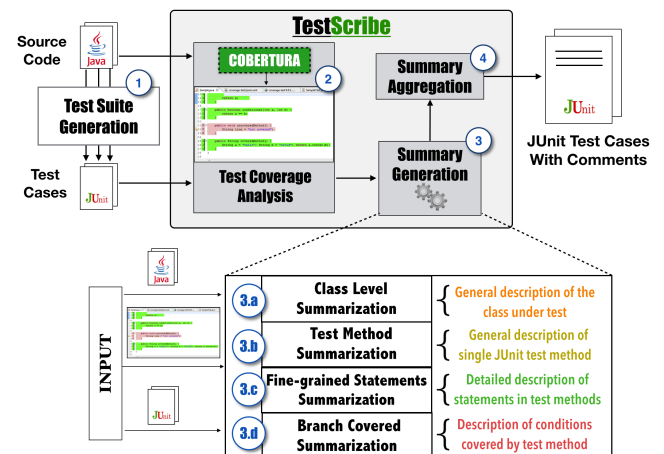 TestScribe
Source
Code
Java
COBERTURA
1
2
4
Test Suite
Generation
Summary
Aggregation
JUnit
3
Test
Cases
JUnit
Test Coverage
Analysis
Summary
Generation
JUnit Test Cases
With Comments
Java
INPUT
JUnit
3.a
Class Level
Summarization
{
General description of the
class under test
3.b
Test Method
Summarization
{
General description of
single JUnit test method
3.c
Fine-grained Statements
Summarization
{
Detailed description of
statements in test methods
3.d
Branch Covered
Summarization
{
Description of conditions
covered by test method